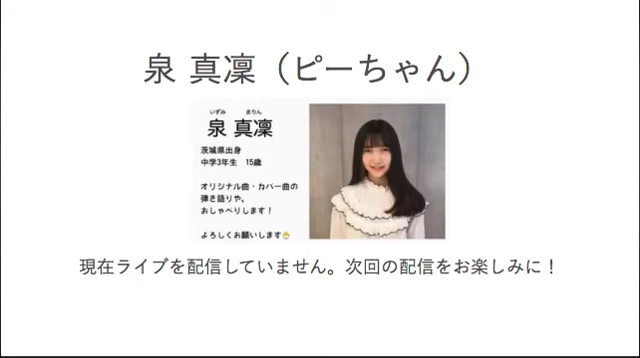 泉 真凜（ピーちゃん）
いずみ まりん
泉 真凜
茨城県出身
中学3年生 15歳
オリジナル曲・カバー曲の
弾き語りや、
おしゃべりします！
よろしくお願いします🐣
現在ライブを配信していません。次回の配信をお楽しみに！